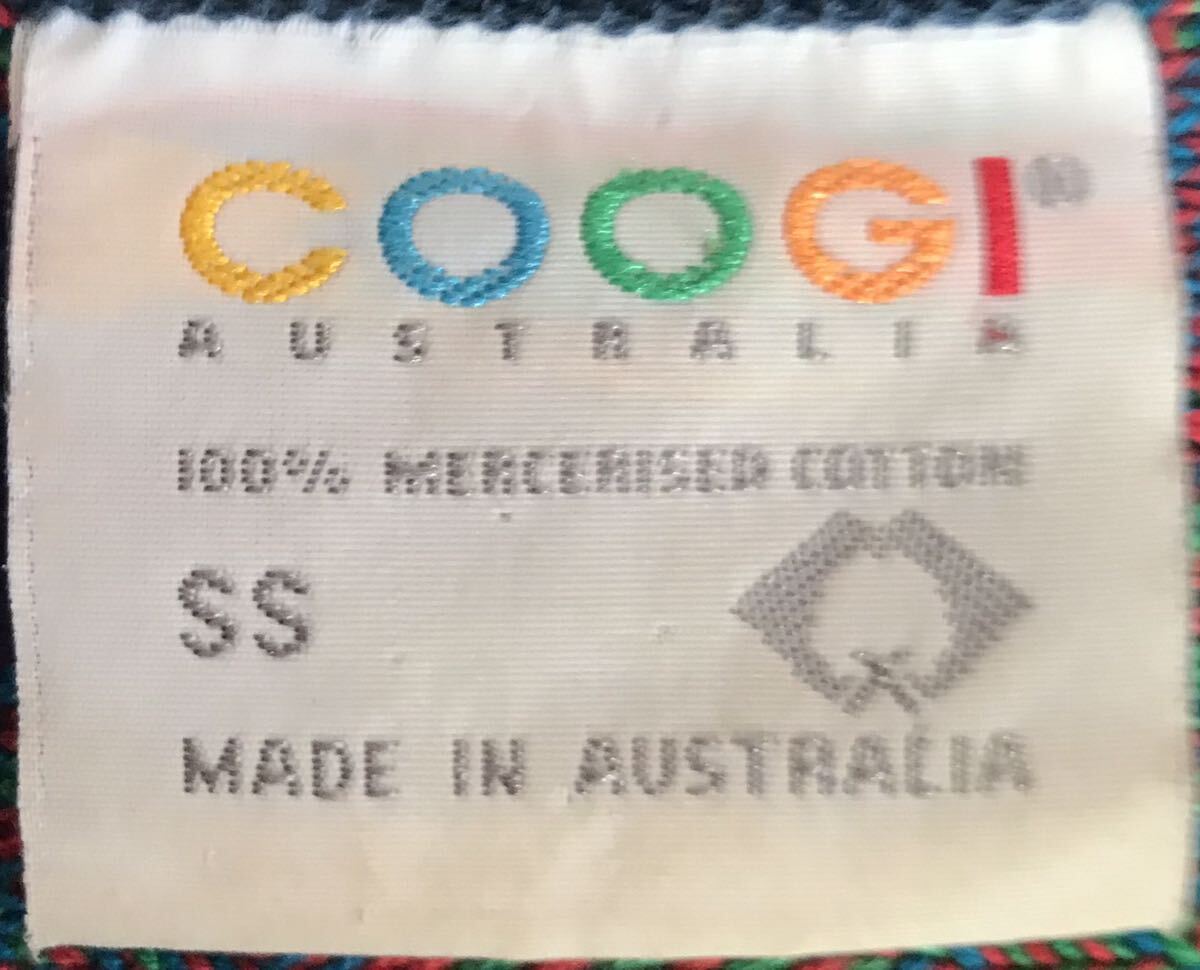 COOGI®
AUSTRALIA
100% MERCERISED COTTON
SS
MADE IN AUSTRALIA